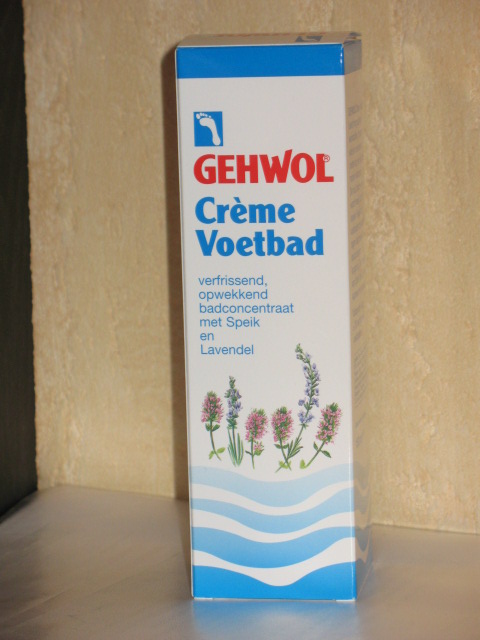 GEHWOL®
Crème
Voetbad
verfrissend,
opwekkend
badconcentraat
met Speik
en
Lavendel